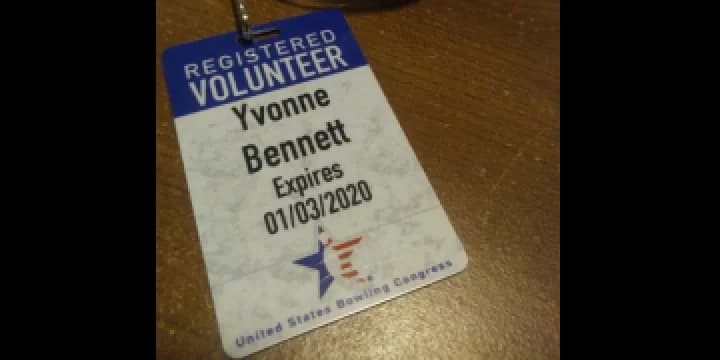 REGISTERED
VOLUNTEER
Yvonne
Bennett
Expires
01/03/2020
United States Bowling Congress